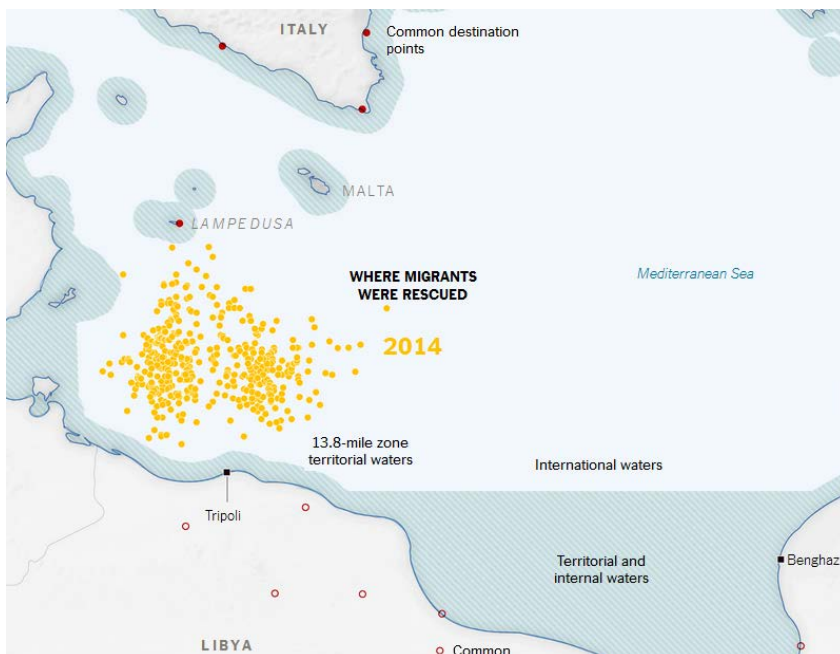 ITALY
Common destination
points
MALTA
LAMPEDUSA
WHERE MIGRANTS
WERE RESCUED
Mediterranean Sea
2014
13.8-mile zone
territorial waters
International waters
Tripoli
Territorial and
internal waters
Benghaz
LIBYA
Common